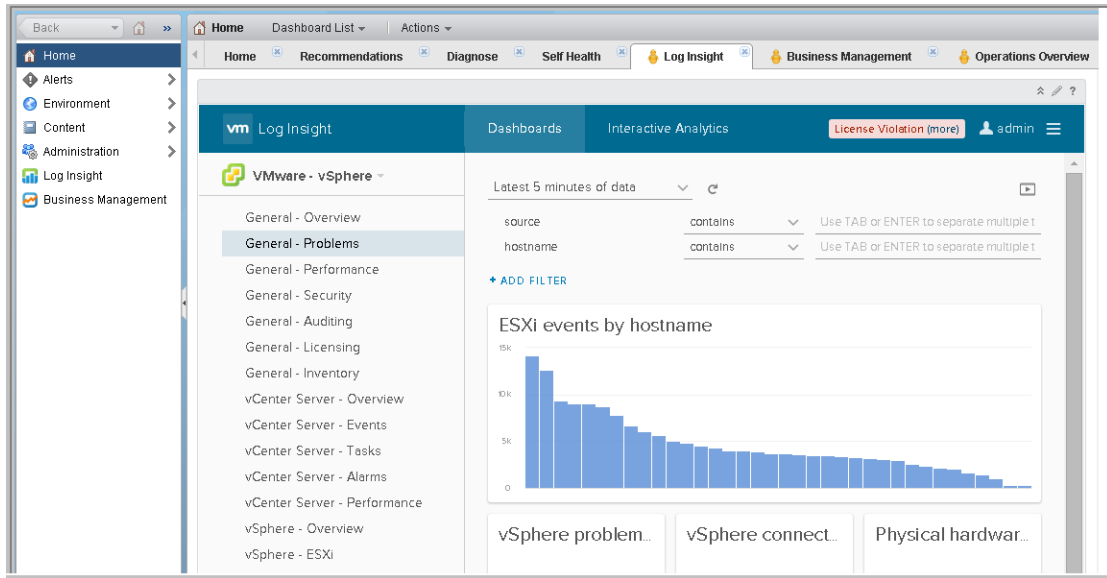 Back
Home Dashboard List Actions
Home Recommendations Diagnose Self Health Log Insight Business Management Operations Overview
Home
Alerts
Environment
Content
Administration
Log Insight
Business Management
?
vm Log Insight Dashboards Interactive Analytics License Violation (more) admin
VMware - vSphere
General - Overview
General - Problems
General - Performance
General - Security
General - Auditing
General - Licensing
General - Inventory
vCenter Server - Overview
vCenter Server - Events
vCenter Server - Tasks
vCenter Server - Alarms
vCenter Server - Performance
vSphere - Overview
vSphere - ESXi
Latest 5 minutes of data
source contains Use TAB or ENTER to separate multiple t
hostname contains Use TAB or ENTER to separate multiple t
+ ADD FILTER
ESXi events by hostname
15k
10k
5k
0
vSphere problem... vSphere connect... Physical hardwar...